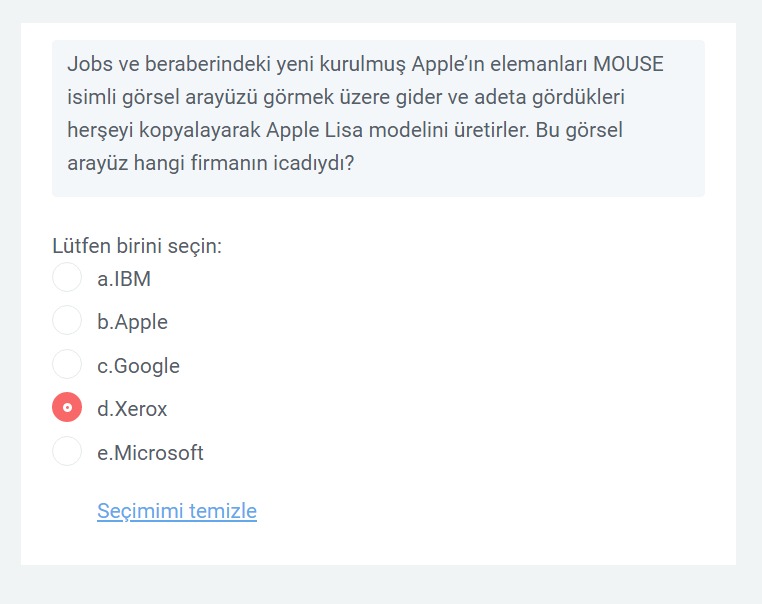 Jobs ve beraberindeki yeni kurulmuş Apple’ın elemanları MOUSE
isimli görsel arayüzü görmek üzere gider ve adeta gördükleri
herşeyi kopyalayarak Apple Lisa modelini üretirler. Bu görsel
arayüz hangi firmanın icadıydı?
Lütfen birini seçin:
a.IBM
b.Apple
c.Google
d.Xerox
e.Microsoft
Seçimimi temizle